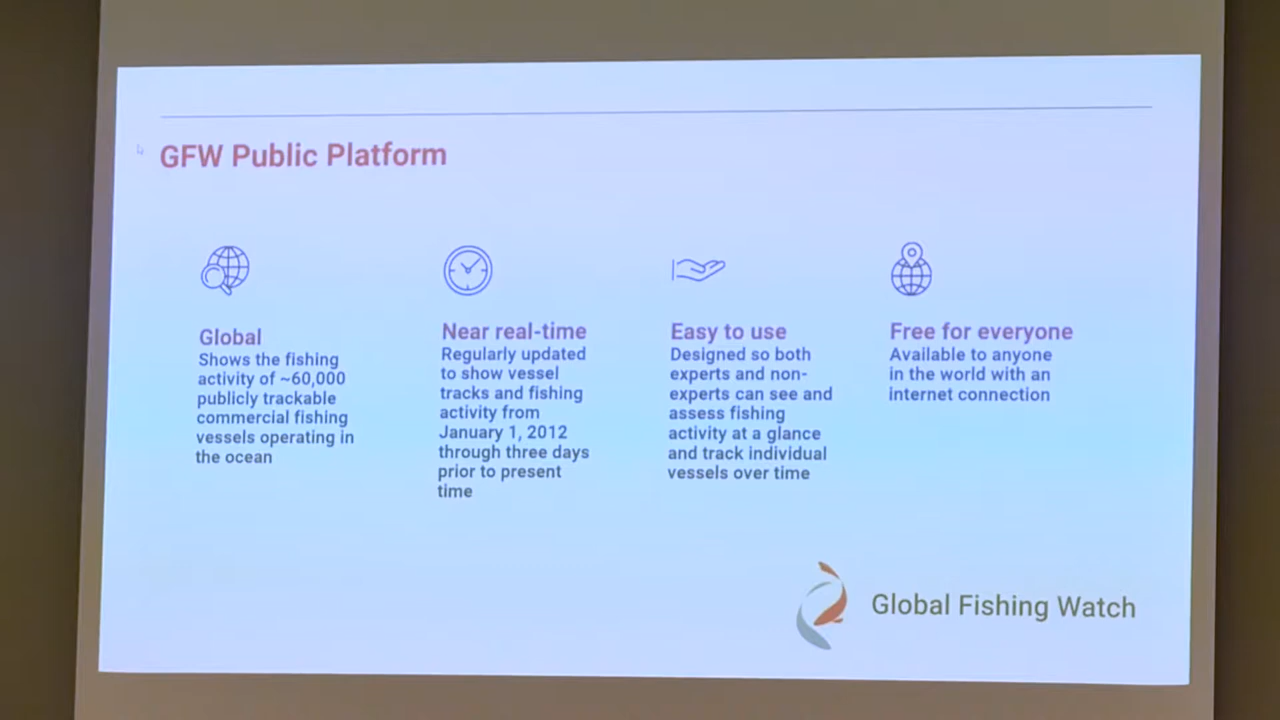 GFW Public Platform
Global
Shows the fishing
activity of ~60,000
publicly trackable
commercial fishing
vessels operating in
the ocean
Near real-time
Regularly updated
to show vessel
tracks and fishing
activity from
January 1, 2012
through three days
prior to present
time
Easy to use
Designed so both
experts and non-
experts can see and
assess fishing
activity at a glance
and track individual
vessels over time
Free for everyone
Available to anyone
in the world with an
internet connection
Global Fishing Watch